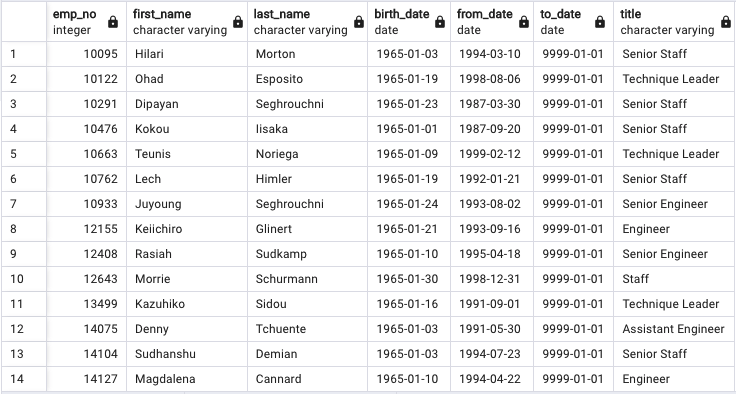 emp_no first_name last_name birth_date from_date to_date title
integer character varying character varying date date date character varying
1 10095 Hilari Morton 1965-01-03 1994-03-10 9999-01-01 Senior Staff
2 10122 Ohad Esposito 1965-01-19 1998-08-06 9999-01-01 Technique Leader
3 10291 Dipayan Seghrouchni 1965-01-23 1987-03-30 9999-01-01 Senior Staff
4 10476 Kokou Iisaka 1965-01-01 1987-09-20 9999-01-01 Senior Staff
5 10663 Teunis Noriega 1965-01-09 1999-02-12 9999-01-01 Technique Leader
6 10762 Lech Himler 1965-01-19 1992-01-21 9999-01-01 Senior Staff
7 10933 Juyoung Seghrouchni 1965-01-24 1993-08-02 9999-01-01 Senior Engineer
8 12155 Keiichiro Glinert 1965-01-21 1993-09-16 9999-01-01 Engineer
9 12408 Rasiah Sudkamp 1965-01-10 1995-04-18 9999-01-01 Senior Engineer
10 12643 Morrie Schurmann 1965-01-30 1998-12-31 9999-01-01 Staff
11 13499 Kazuhiko Sidou 1965-01-16 1991-09-01 9999-01-01 Technique Leader
12 14075 Denny Tchuente 1965-01-03 1991-05-30 9999-01-01 Assistant Engineer
13 14104 Sudhanshu Demian 1965-01-03 1994-07-23 9999-01-01 Senior Staff
14 14127 Magdalena Cannard 1965-01-10 1994-04-22 9999-01-01 Engineer